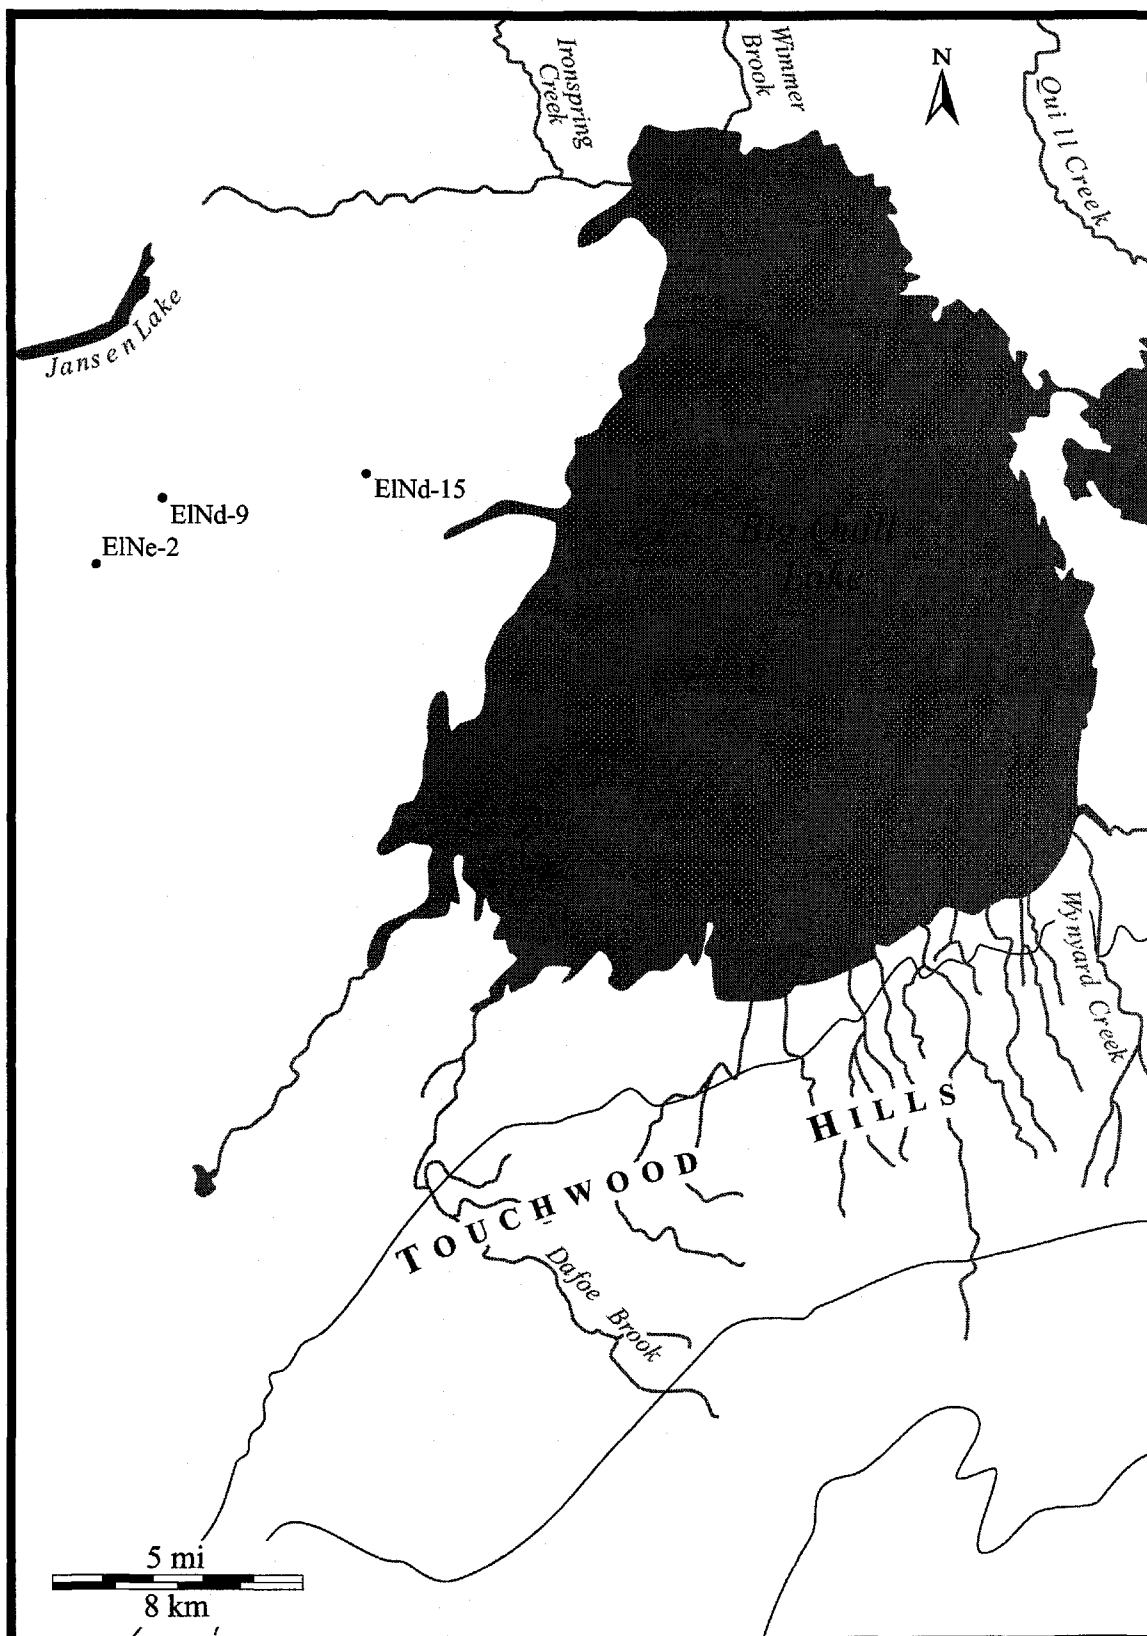 Ironspring
Creek
Wimmer
Brook
N
Quill Creek
Jansen Lake
ElNd-15
ElNd-9
ElNe-2
Big Quill
Lake
Wynyard Creek
HILLS
TOUCHWOOD
Dafoe Brook
5 mi
8 km